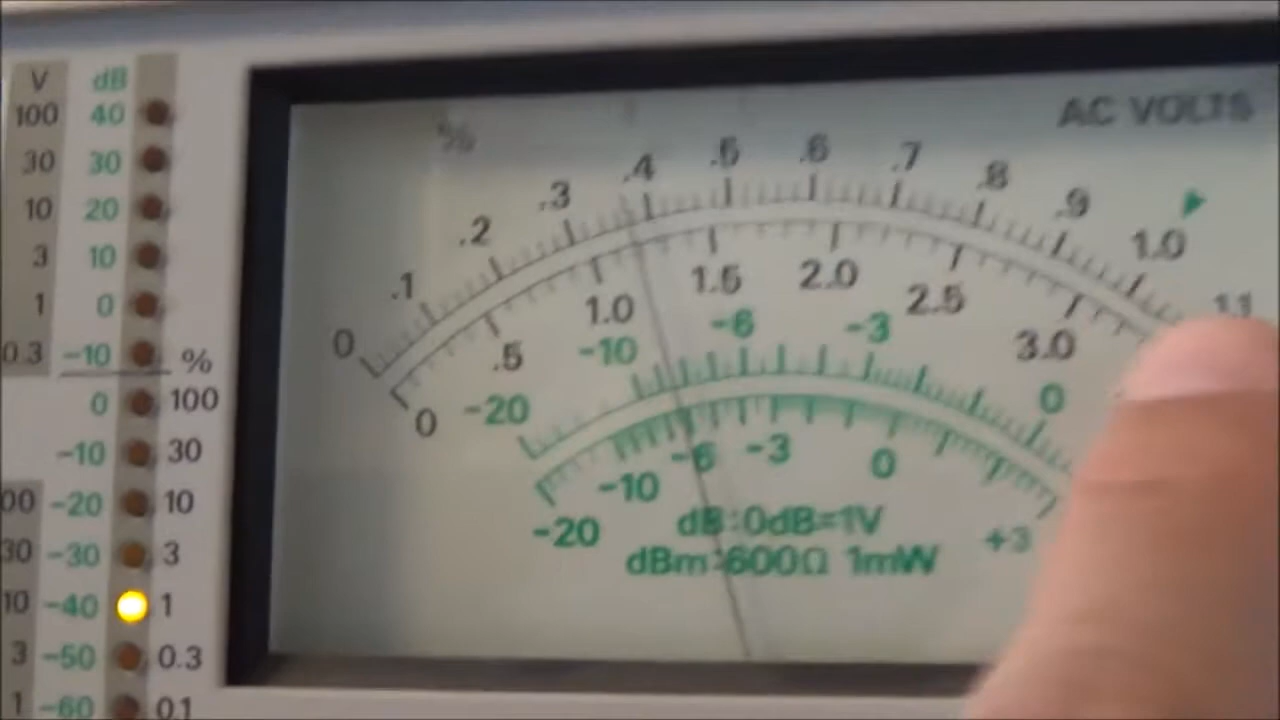 V dB
100 40
30 30
20
10
10
3 10
1 0
0.3 -10 %
0 100
-10 30
00 -20 10
30 -30 3
10 -40 1
3 -50 0.3
1 -60 0.1
% AC VOLTS
0 .1 .2 .3 .4 .5 .6 .7 .8 .9 1.0 1.1
0 .5 1.0 1.5 2.0 2.5 3.0
-20 -10 -6 -3 0
-20 -10 -6 -3 0 +3
dB:0dB=1V
dBm:600Ω 1mW